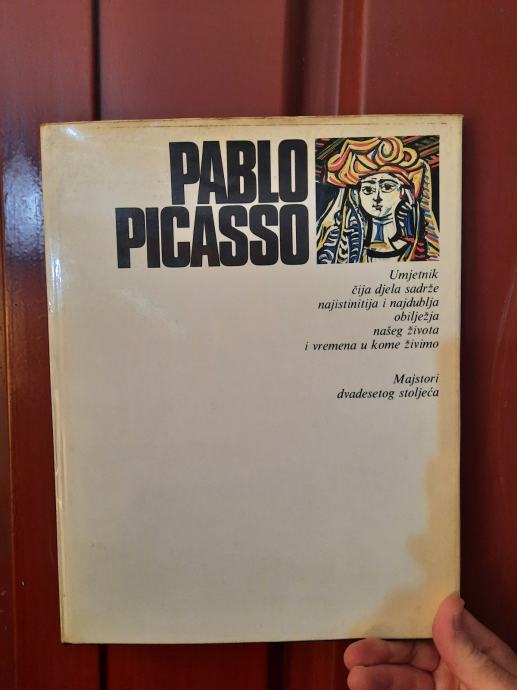 PABLO
PICASSO
Umjetnik
čija djela sadrže
najistinitija i najdublja
obilježja
našeg života
i vremena u kome živimo
Majstori
dvadesetog stoljeća